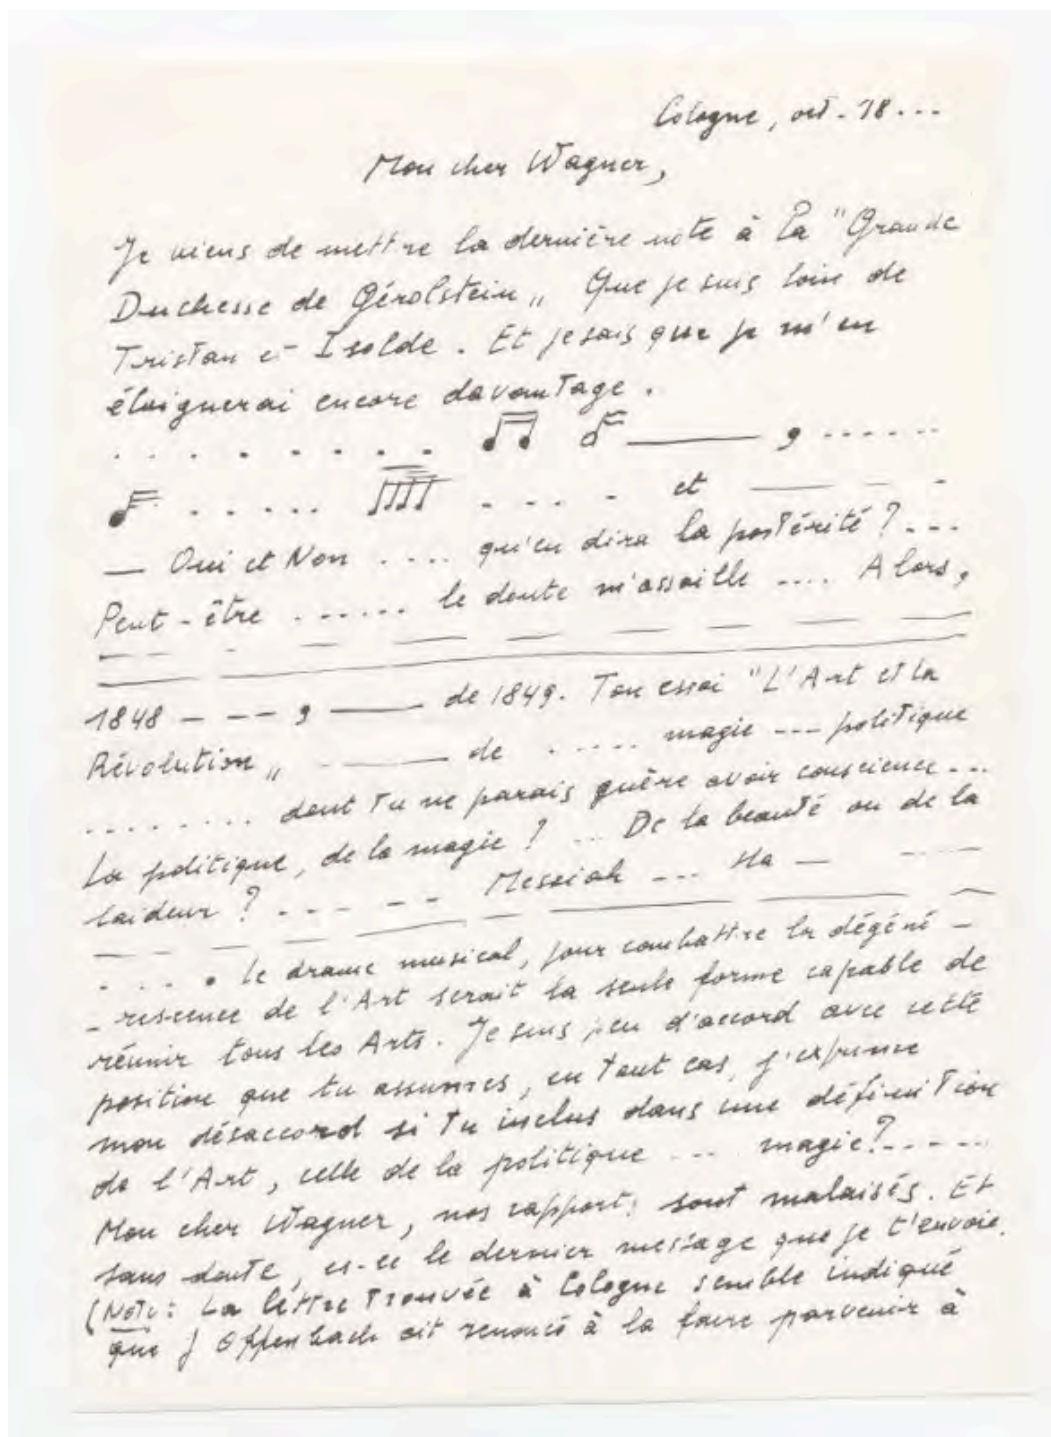 Cologne, oct. 18...
Mon cher Wagner,
Je viens de mettre la dernière note à la "Grande
Duchesse de Gérolstein„ Que je suis loin de
Tristan et Isolde. Et je sais que je m'en
éloignerai encore davantage.
. . . . . . . . . ♫ ♬ ——— , ......
♬ ..... ♬ .... et —— — -
— Oui et Non .... qu'en dira la postérité ? ...
Peut-être ....... le doute m'assaille .... Alors,
1848 - - - , —— de 1849. Ton essai "L'Art et la
Révolution„ - —— de ..... magie --- politique
........ dont tu ne parais guère avoir conscience ...
La politique, de la magie ? ... De la beauté ou de la
laideur ? - - - - - Messiah --- Ha — ....
. . . . Le drame musical, pour combattre la dégéné-
-rescence de l'Art serait la seule forme capable de
réunir tous les Arts. Je suis peu d'accord avec cette
position que tu assumes, en tout cas, j'exprime
mon désaccord si tu inclus dans une définition
de l'Art, celle de la politique ... magie ? - - - -
Mon cher Wagner, nos rapports sont malaisés. Et
sans doute, es-ce le dernier message que je t'envoie.
(Note : La léttre trouvée à Cologne semble indiqué
que J Offenbach ait renoncé à la faire parvenir à